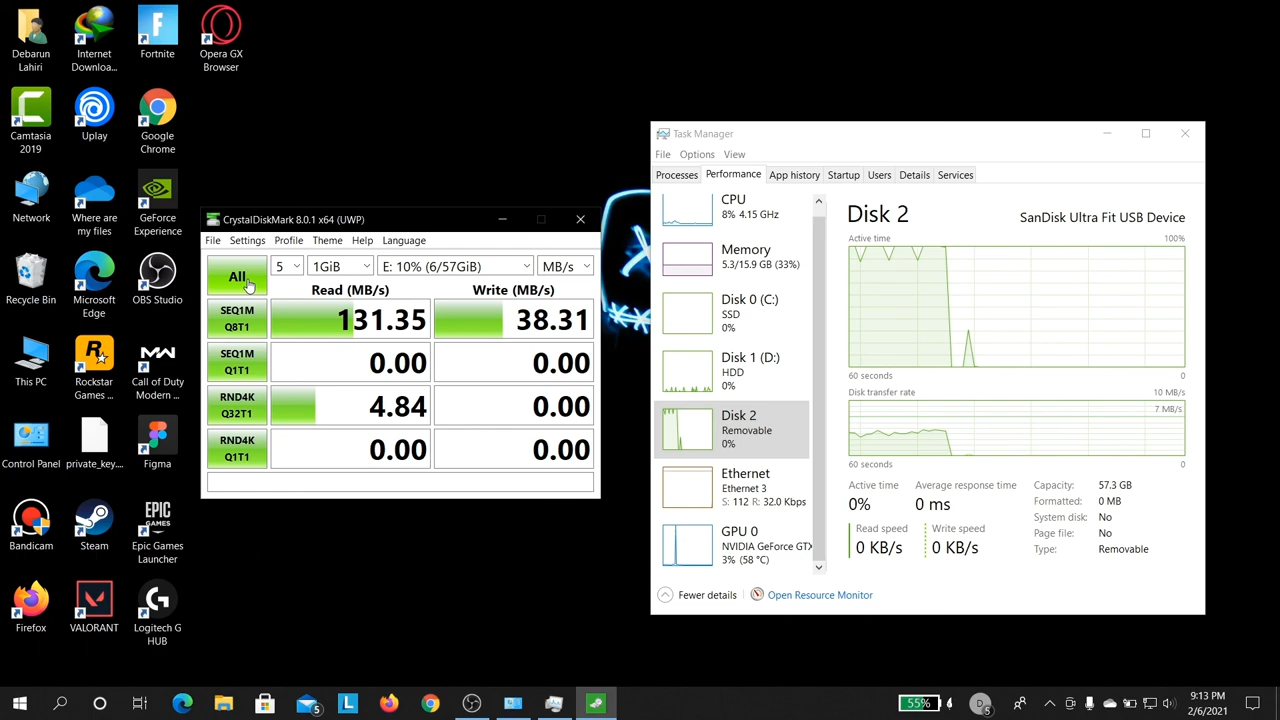 Debarun
Lahiri
Internet
Downloa...
Fortnite
Opera GX
Browser
Camtasia
2019
Uplay
Google
Chrome
Network
Where are
my files
GeForce
Experience
Recycle Bin
Microsoft
Edge
OBS Studio
This PC
Rockstar
Games ...
Call of Duty
Modern ...
Control Panel
private_key....
Figma
Bandicam
Steam
Epic Games
Launcher
Firefox
VALORANT
Logitech G
HUB
CrystalDiskMark 8.0.1 x64 (UWP)
File Settings Profile Theme Help Language
All 5 1GiB E: 10% (6/57GiB) MB/s
Read (MB/s) Write (MB/s)
SEQ1M
Q8T1
131.35 38.31
SEQ1M
Q1T1
0.00 0.00
RND4K
Q32T1
4.84 0.00
RND4K
Q1T1
0.00 0.00
Task Manager
File Options View
Processes Performance App history Startup Users Details Services
CPU
8% 4.15 GHz
Memory
5.3/15.9 GB (33%)
Disk 0 (C:)
SSD
0%
Disk 1 (D:)
HDD
0%
Disk 2
Removable
0%
Ethernet
Ethernet 3
S: 112 R: 32.0 Kbps
GPU 0
NVIDIA GeForce GTX
3% (58 °C)
Disk 2 SanDisk Ultra Fit USB Device
Active time 100%
60 seconds 0
Disk transfer rate 10 MB/s
7 MB/s
60 seconds 0
Active time Average response time
0% 0 ms
Read speed Write speed
0 KB/s 0 KB/s
Capacity: 57.3 GB
Formatted: 0 MB
System disk: No
Page file: No
Type: Removable
Fewer details Open Resource Monitor
EPIC
GAMES
5
L
55%
D
5
9:13 PM
2/6/2021